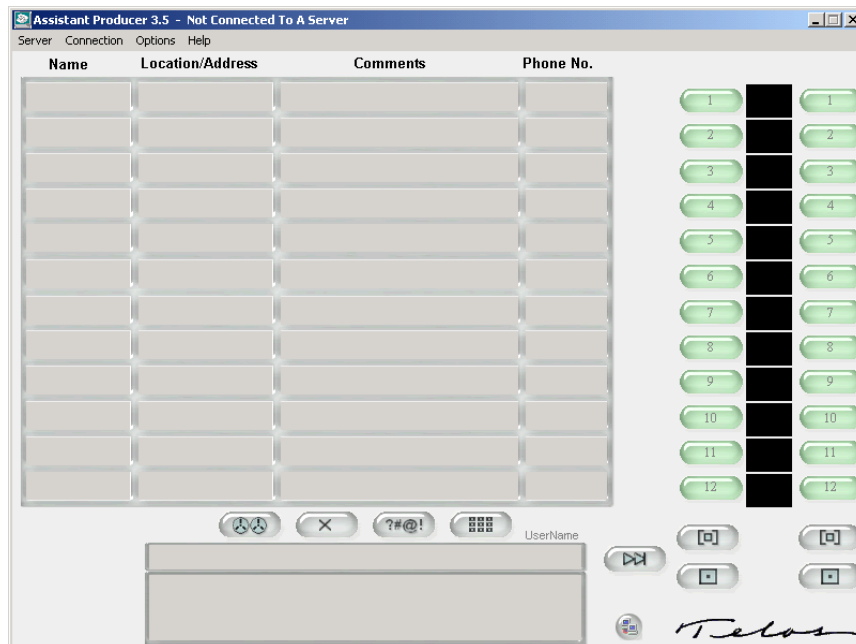 Assistant Producer 3.5 - Not Connected To A Server
Server Connection Options Help
Name Location/Address Comments Phone No.
1 1
2 2
3 3
4 4
5 5
6 6
7 7
8 8
9 9
10 10
11 11
12 12
?#@!
UserName
Telos